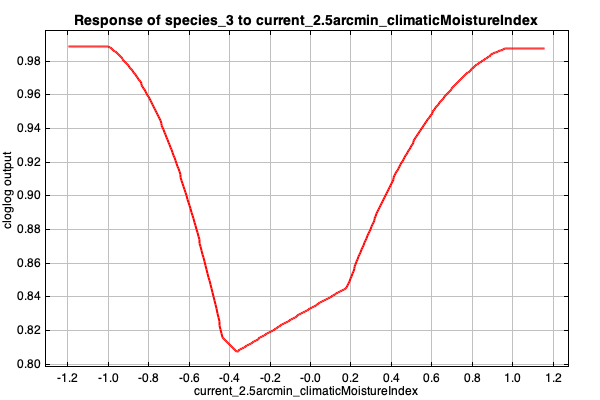 Response of species_3 to current_2.5arcmin_climaticMoistureIndex
cloglog output
0.98
0.96
0.94
0.92
0.90
0.88
0.86
0.84
0.82
0.80
-1.2 -1.0 -0.8 -0.6 -0.4 -0.2 -0.0 0.2 0.4 0.6 0.8 1.0 1.2
current_2.5arcmin_climaticMoistureIndex